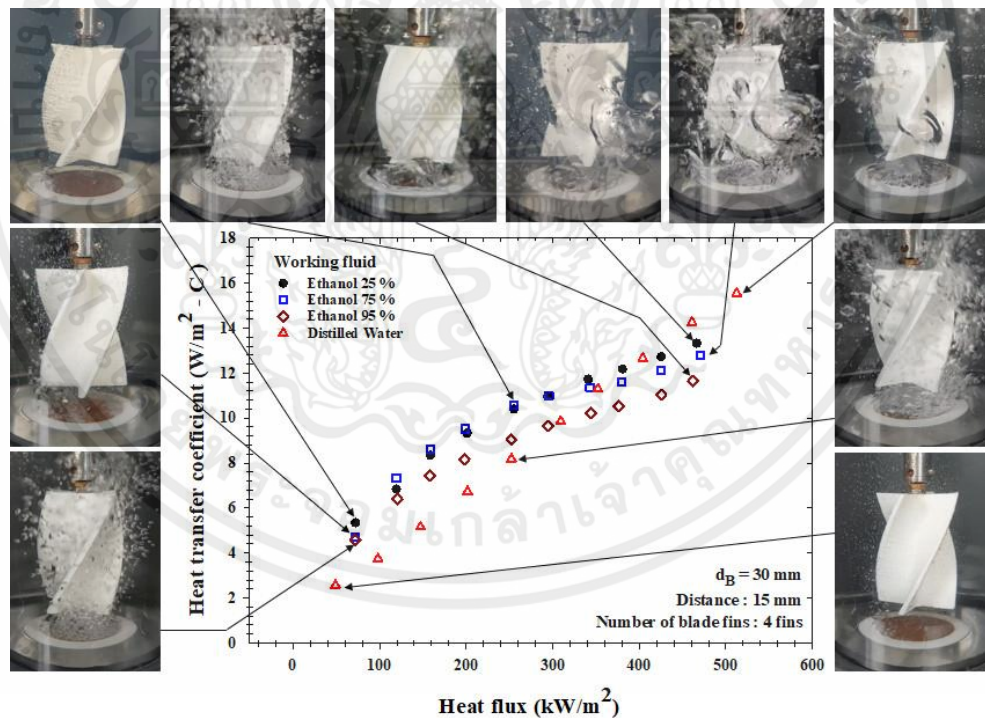 18
16
14
12
10
8
6
4
2
0
Heat transfer coefficient (W/m² - C)
Working fluid
Ethanol 25 %
Ethanol 75 %
Ethanol 95 %
Distilled Water
d_B = 30 mm
Distance : 15 mm
Number of blade fins : 4 fins
0 100 200 300 400 500 600
Heat flux (kW/m²)